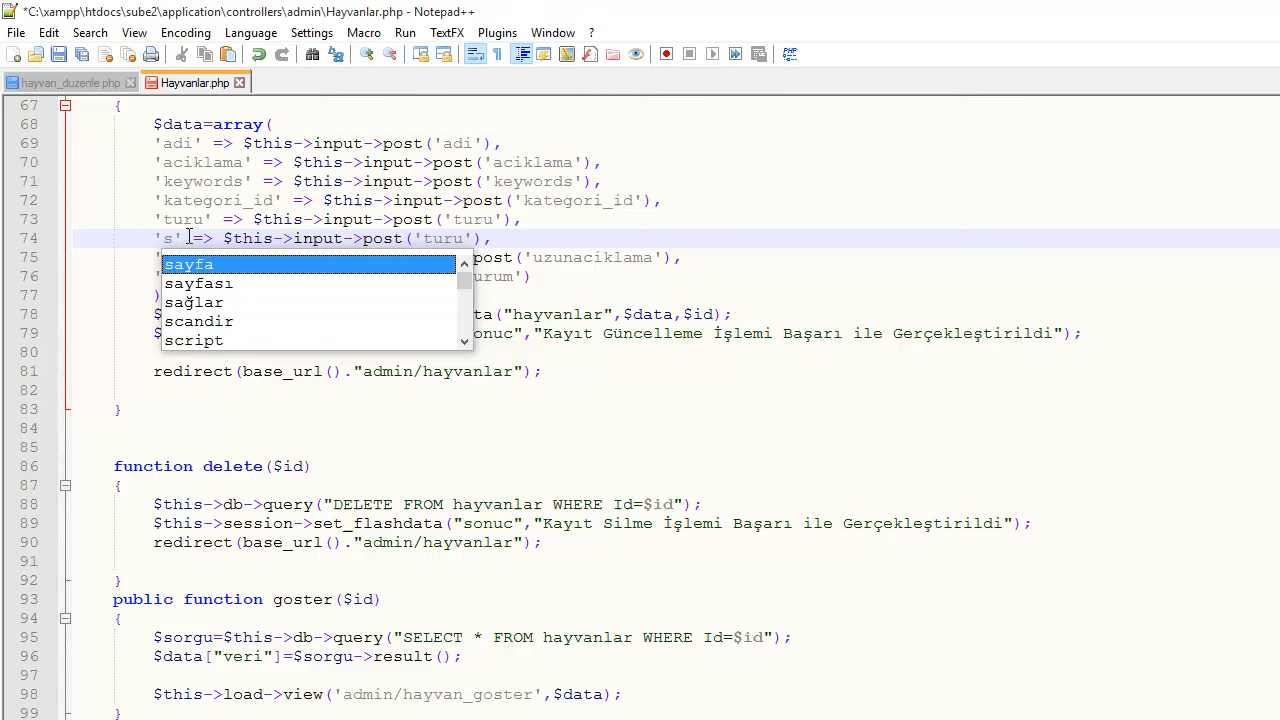 *C:\xampp\htdocs\sube2\application\controllers\admin\Hayvanlar.php - Notepad++
File Edit Search View Encoding Language Settings Macro Run TextFX Plugins Window ?
hayvan_duzenle.php Hayvanlar.php
67 {
68 $data=array(
69 'adi' => $this->input->post('adi'),
70 'aciklama' => $this->input->post('aciklama'),
71 'keywords' => $this->input->post('keywords'),
72 'kategori_id' => $this->input->post('kategori_id'),
73 'turu' => $this->input->post('turu'),
74 's' => $this->input->post('turu'),
75 ' post('uzunaciklama'),
76 ' urum')
77 )
78 $ ta("hayvanlar",$data,$id);
79 $ onuc","Kayıt Güncelleme İşlemi Başarı ile Gerçekleştirildi");
sayfa
sayfası
sağlar
scandir
script
80
81 redirect(base_url()."admin/hayvanlar");
82
83 }
84
85
86 function delete($id)
87 {
88 $this->db->query("DELETE FROM hayvanlar WHERE Id=$id");
89 $this->session->set_flashdata("sonuc","Kayıt Silme İşlemi Başarı ile Gerçekleştirildi");
90 redirect(base_url()."admin/hayvanlar");
91
92 }
93 public function goster($id)
94 {
95 $sorgu=$this->db->query("SELECT * FROM hayvanlar WHERE Id=$id");
96 $data["veri"]=$sorgu->result();
97
98 $this->load->view('admin/hayvan_goster',$data);
99 }